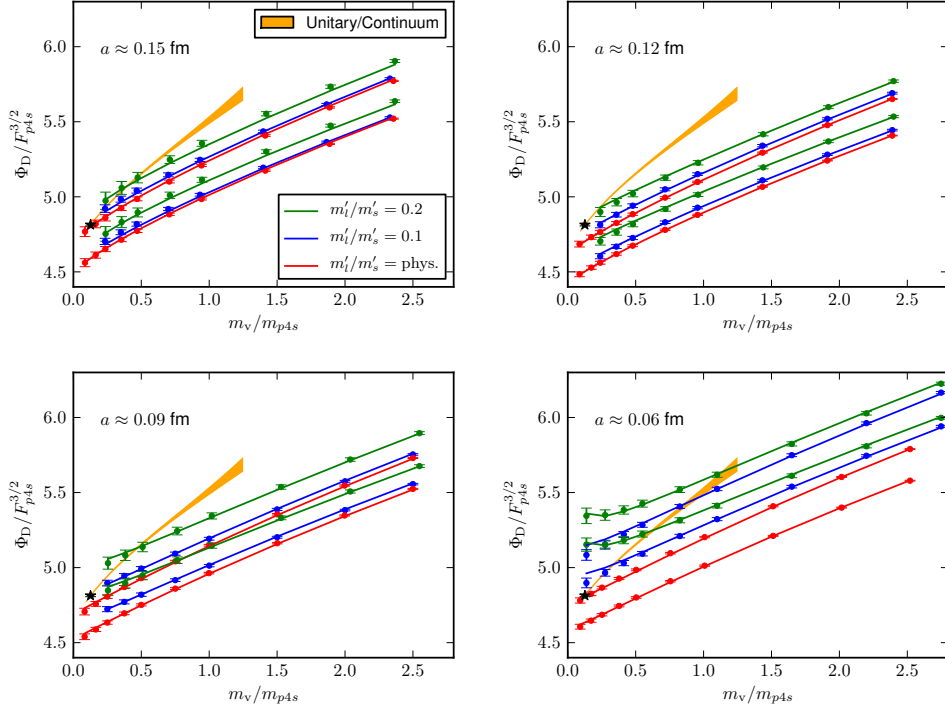 Unitary/Continuum
a ≈ 0.15 fm
Φ_D/F_{p4s}^{3/2}
6.0
5.5
5.0
4.5
m'_l/m'_s = 0.2
m'_l/m'_s = 0.1
m'_l/m'_s = phys.
0.0 0.5 1.0 1.5 2.0 2.5
m_v/m_{p4s}
a ≈ 0.12 fm
Φ_D/F_{p4s}^{3/2}
6.0
5.5
5.0
4.5
0.0 0.5 1.0 1.5 2.0 2.5
m_v/m_{p4s}
a ≈ 0.09 fm
Φ_D/F_{p4s}^{3/2}
6.0
5.5
5.0
4.5
0.0 0.5 1.0 1.5 2.0 2.5
m_v/m_{p4s}
a ≈ 0.06 fm
Φ_D/F_{p4s}^{3/2}
6.0
5.5
5.0
4.5
0.0 0.5 1.0 1.5 2.0 2.5
m_v/m_{p4s}